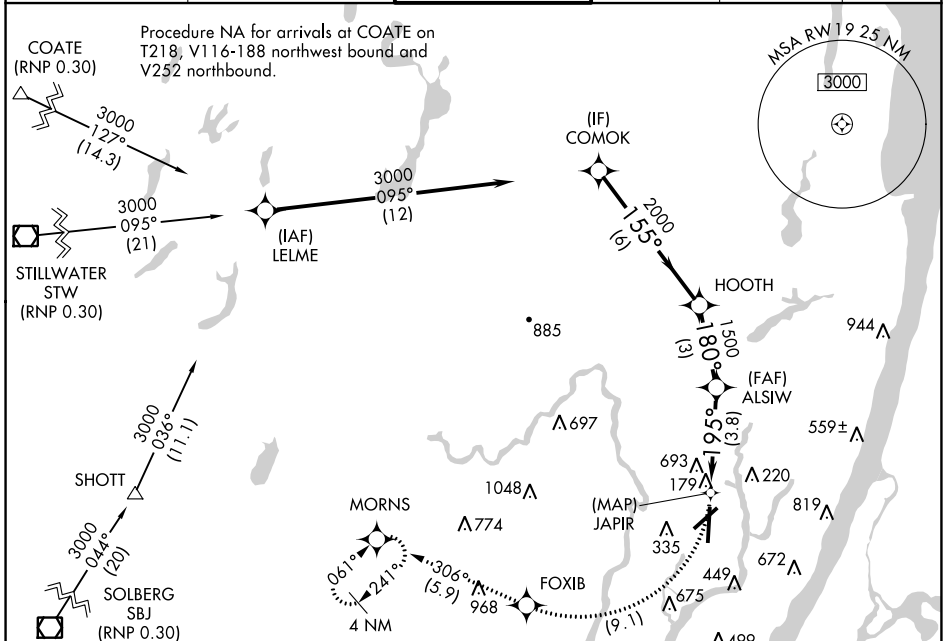 Procedure NA for arrivals at COATE on
T218, V116-188 northwest bound and
V252 northbound.
COATE
(RNP 0.30)
3000
127°
(14.3)
MSA RW 19 25 NM
3000
(IF)
COMOK
3000
095°
(12)
3000
095°
(21)
(IAF)
LELME
2000
155°
(6)
STILLWATER
STW
(RNP 0.30)
HOOTH
885
1500
180°
(3)
944
(FAF)
ALSIW
3000
036°
(11.1)
697
195°
(3.8)
559±
SHOTT
693
179
220
1048
(MAP)
JAPIR
MORNS
774
819
335
3000
044°
(20)
061°
241°
306°
(5.9)
FOXIB
672
449
968
675
4 NM
SOLBERG
SBJ
(RNP 0.30)
(9.1)